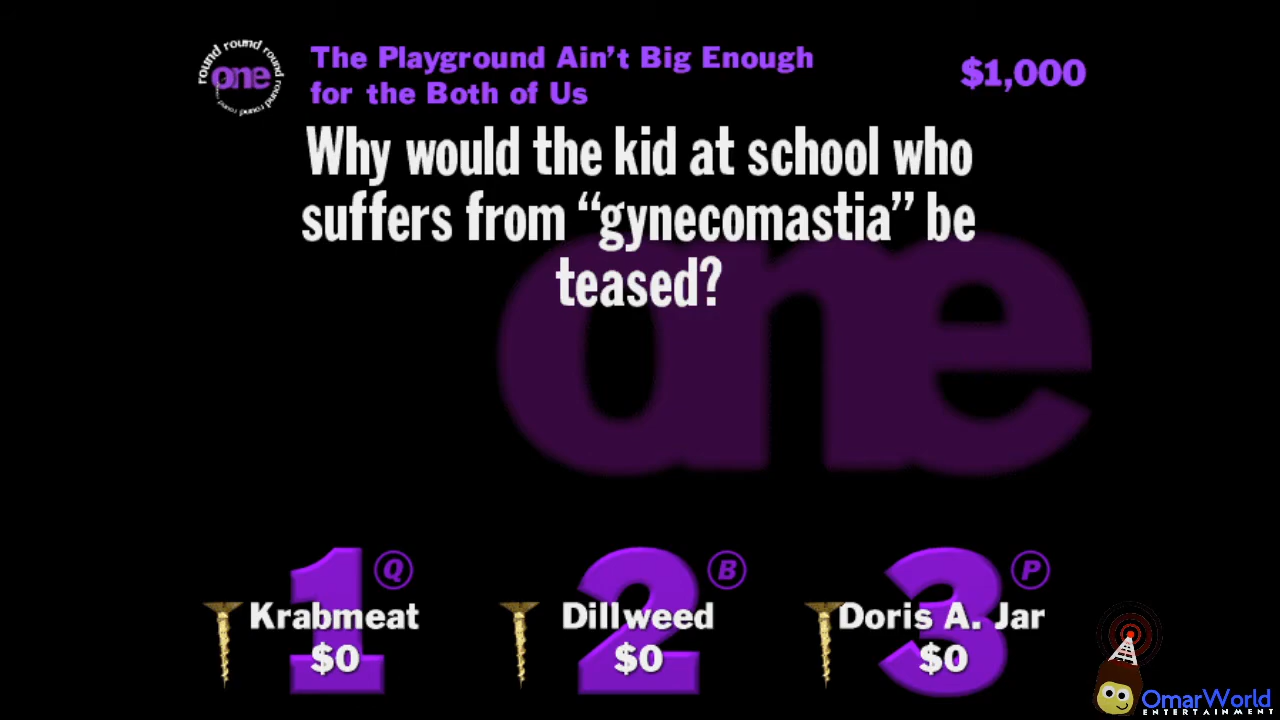 round round round round round round
one
The Playground Ain't Big Enough
for the Both of Us
$1,000
Why would the kid at school who
suffers from “gynecomastia” be
teased?
one
1 Q
Krabmeat
$0
2 B
Dillweed
$0
3 P
Doris A. Jar
$0
OmarWorld
ENTERTAINMENT